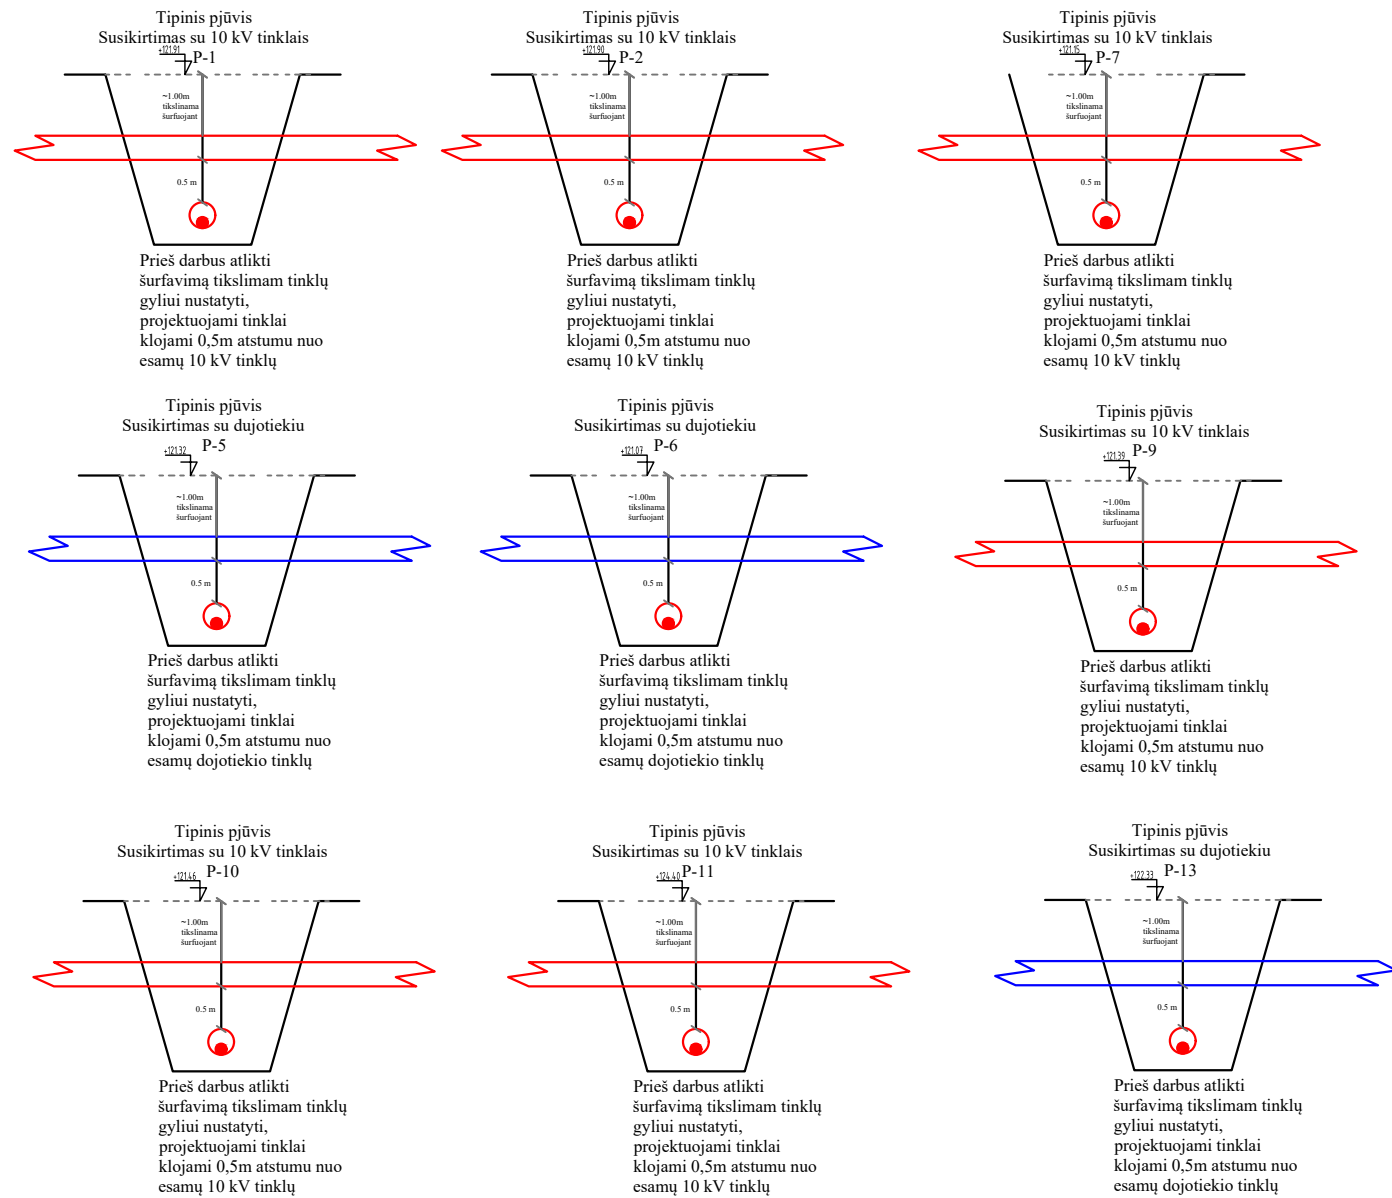 Tipinis pjūvis
Susikirtimas su 10 kV tinklais
P-1
+121.91
~1.00m
tikslinama
šurfuojant
0.5 m
Prieš darbus atlikti
šurfavimą tikslimam tinklų
gyliui nustatyti,
projektuojami tinklai
klojami 0,5m atstumu nuo
esamų 10 kV tinklų
Tipinis pjūvis
Susikirtimas su 10 kV tinklais
P-2
+121.90
~1.00m
tikslinama
šurfuojant
0.5 m
Prieš darbus atlikti
šurfavimą tikslimam tinklų
gyliui nustatyti,
projektuojami tinklai
klojami 0,5m atstumu nuo
esamų 10 kV tinklų
Tipinis pjūvis
Susikirtimas su 10 kV tinklais
P-7
+121.15
~1.00m
tikslinama
šurfuojant
0.5 m
Prieš darbus atlikti
šurfavimą tikslimam tinklų
gyliui nustatyti,
projektuojami tinklai
klojami 0,5m atstumu nuo
esamų 10 kV tinklų
Tipinis pjūvis
Susikirtimas su dujotiekiu
P-5
+121.32
~1.00m
tikslinama
šurfuojant
0.5 m
Prieš darbus atlikti
šurfavimą tikslimam tinklų
gyliui nustatyti,
projektuojami tinklai
klojami 0,5m atstumu nuo
esamų dojotiekio tinklų
Tipinis pjūvis
Susikirtimas su dujotiekiu
P-6
+121.07
~1.00m
tikslinama
šurfuojant
0.5 m
Prieš darbus atlikti
šurfavimą tikslimam tinklų
gyliui nustatyti,
projektuojami tinklai
klojami 0,5m atstumu nuo
esamų dojotiekio tinklų
Tipinis pjūvis
Susikirtimas su 10 kV tinklais
P-9
+121.39
~1.00m
tikslinama
šurfuojant
0.5 m
Prieš darbus atlikti
šurfavimą tikslimam tinklų
gyliui nustatyti,
projektuojami tinklai
klojami 0,5m atstumu nuo
esamų 10 kV tinklų
Tipinis pjūvis
Susikirtimas su 10 kV tinklais
P-10
+121.46
~1.00m
tikslinama
šurfuojant
0.5 m
Prieš darbus atlikti
šurfavimą tikslimam tinklų
gyliui nustatyti,
projektuojami tinklai
klojami 0,5m atstumu nuo
esamų 10 kV tinklų
Tipinis pjūvis
Susikirtimas su 10 kV tinklais
P-11
+124.40
~1.00m
tikslinama
šurfuojant
0.5 m
Prieš darbus atlikti
šurfavimą tikslimam tinklų
gyliui nustatyti,
projektuojami tinklai
klojami 0,5m atstumu nuo
esamų 10 kV tinklų
Tipinis pjūvis
Susikirtimas su dujotiekiu
P-13
+122.33
~1.00m
tikslinama
šurfuojant
0.5 m
Prieš darbus atlikti
šurfavimą tikslimam tinklų
gyliui nustatyti,
projektuojami tinklai
klojami 0,5m atstumu nuo
esamų dojotiekio tinklų